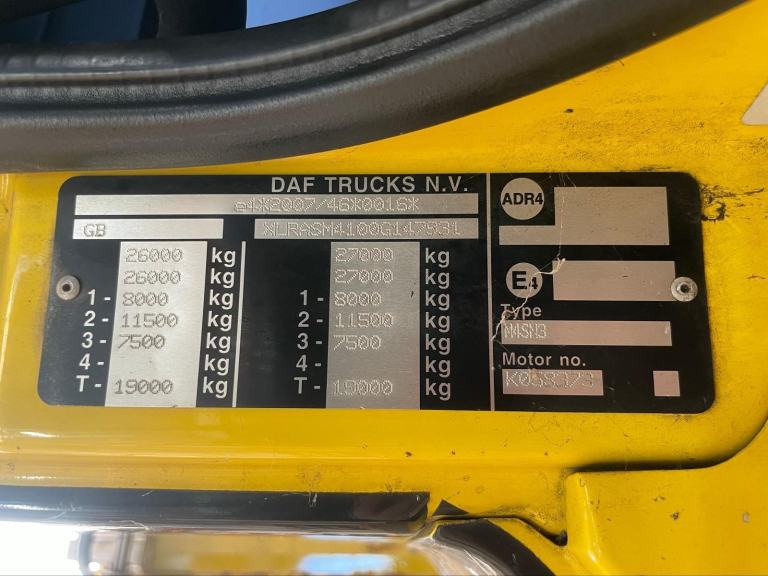 DAF TRUCKS N.V.
e4*2007/46*0016*
GB
XLRASM4100G147931
26000 kg
26000 kg
1 - 8000 kg
2 - 11500 kg
3 - 7500 kg
4 - kg
T - 19000 kg
27000 kg
27000 kg
1 - 8000 kg
2 - 11500 kg
3 - 7500 kg
4 - kg
T - 19000 kg
ADR4
E4
Type
M4SN3
Motor no.
K058373